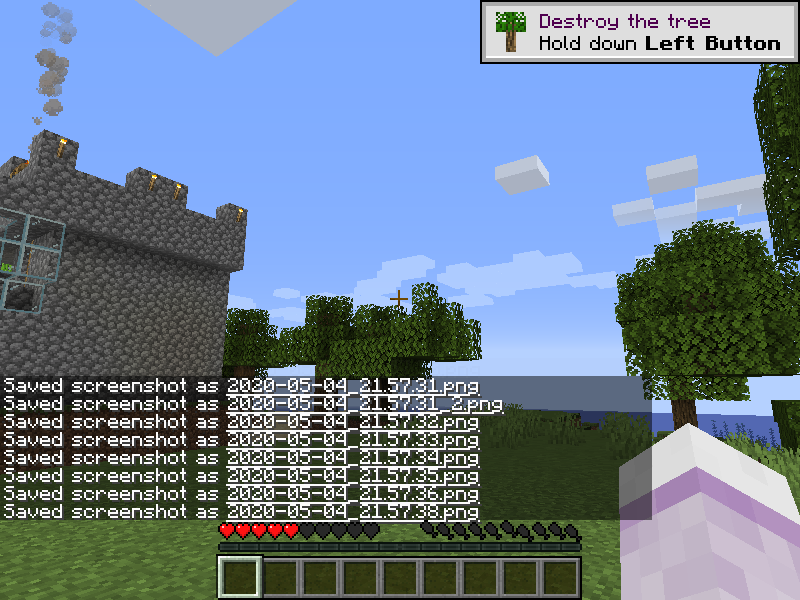 Destroy the tree
Hold down Left Button
Saved screenshot as 2020-05-04_21.57.31.png
Saved screenshot as 2020-05-04_21.57.31_2.png
Saved screenshot as 2020-05-04_21.57.32.png
Saved screenshot as 2020-05-04_21.57.33.png
Saved screenshot as 2020-05-04_21.57.34.png
Saved screenshot as 2020-05-04_21.57.35.png
Saved screenshot as 2020-05-04_21.57.36.png
Saved screenshot as 2020-05-04_21.57.38.png